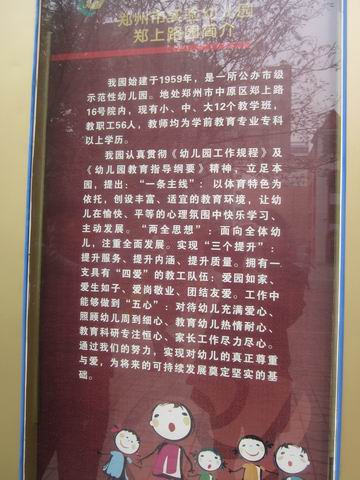 郑州市实验幼儿园
郑上路园简介
我园始建于1959年，是一所公办市级
示范性幼儿园。地处郑州市中原区郑上路
16号院内，现有小、中、大12个教学班，
教职工56人，教师均为学前教育专业专科
以上学历。
我园认真贯彻《幼儿园工作规程》及
《幼儿园教育指导纲要》精神，立足本
园，提出：“一条主线”：以体育特色为
依托，创设丰富、适宜的教育环境，让幼
儿在愉快、平等的心理氛围中快乐学习、
主动发展。“两全思想”：面向全体幼
儿，注重全面发展。实现“三个提升”：
提升服务、提升内涵、提升质量。拥有一
支具有“四爱”的教工队伍：爱园如家、
爱生如子、爱岗敬业、团结友爱。工作中
能够做到“五心”：对待幼儿充满爱心、
照顾幼儿周到细心、教育幼儿热情耐心、
教育科研专注恒心、家长工作尽力尽心。
通过我们的努力，实现对幼儿的真正尊重
与爱，为将来的可持续发展奠定坚实的基
础。